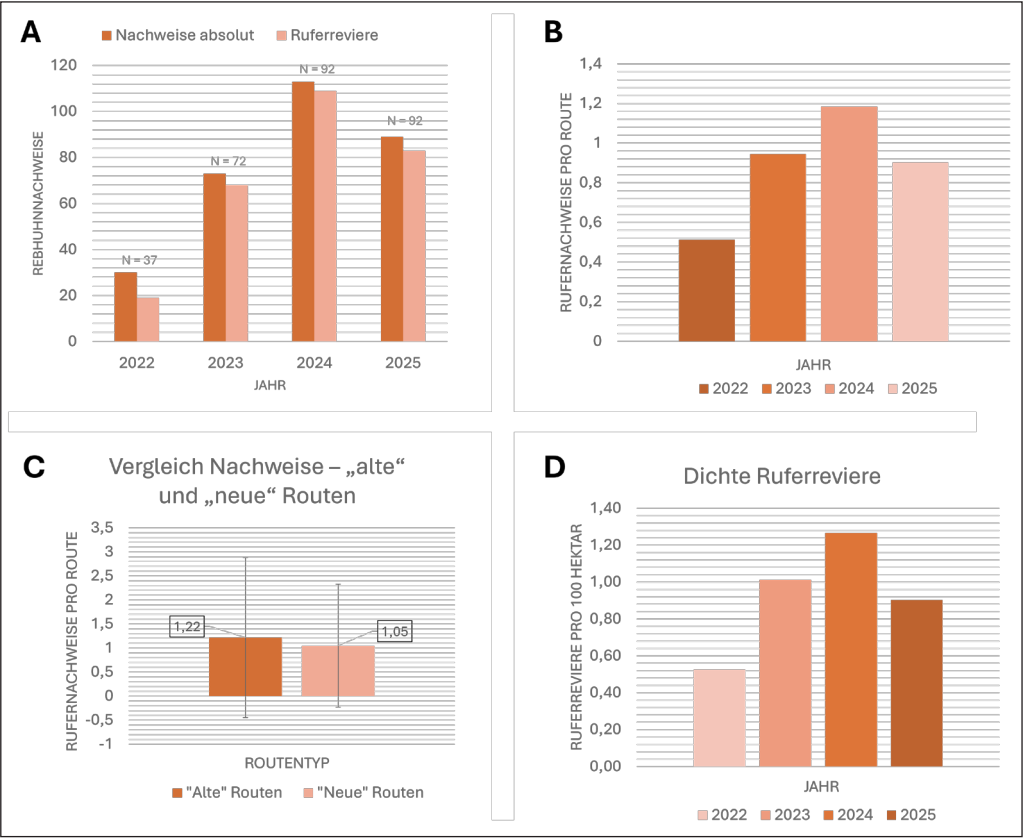 A
Nachweise absolut Ruferreviere
120
100
80
60
40
20
0
REBHUHNNACHWEISE
N = 37
N = 72
N = 92
N = 92
2022 2023 2024 2025
JAHR
B
1,4
1,2
1
0,8
0,6
0,4
0,2
0
RUFERNACHWEISE PRO ROUTE
JAHR
2022 2023 2024 2025
C
Vergleich Nachweise – „alte“
und „neue“ Routen
3,5
3
2,5
2
1,5
1
0,5
0
-0,5
-1
RUFERNACHWEISE PRO ROUTE
1,22
1,05
ROUTENTYP
"Alte" Routen "Neue" Routen
D
Dichte Ruferreviere
1,40
1,20
1,00
0,80
0,60
0,40
0,20
0,00
RUFERREVIERE PRO 100 HEKTAR
JAHR
2022 2023 2024 2025